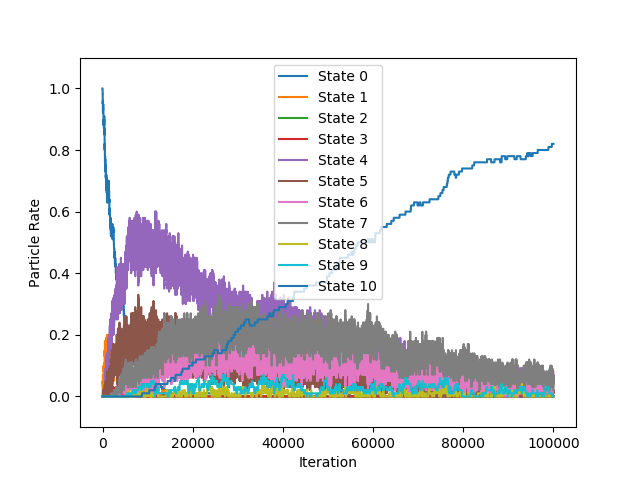 1.0
0.8
0.6
0.4
0.2
0.0
Particle Rate
State 0
State 1
State 2
State 3
State 4
State 5
State 6
State 7
State 8
State 9
State 10
0 20000 40000 60000 80000 100000
Iteration